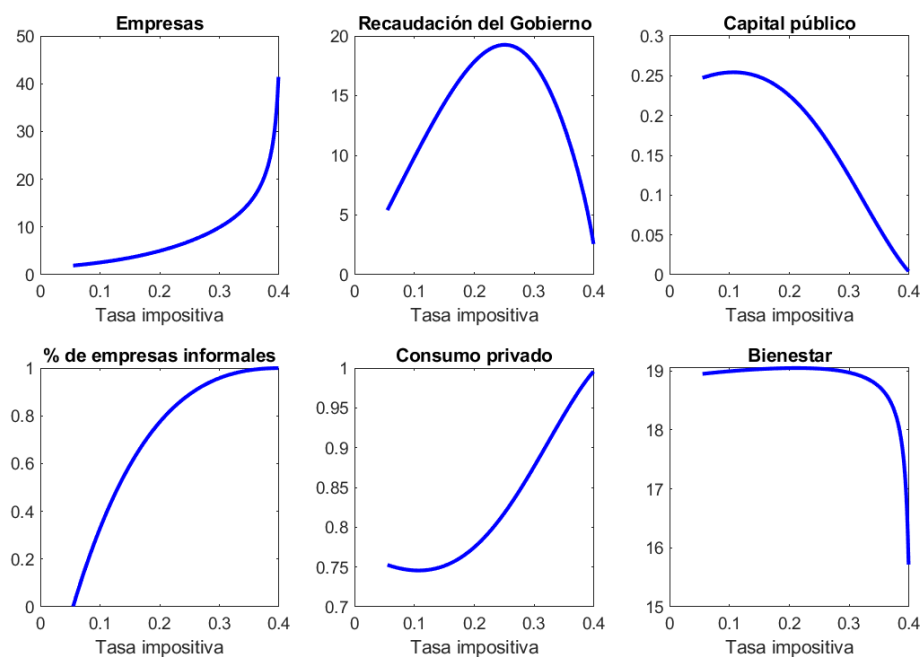 Empresas
50
40
30
20
10
0
0 0.1 0.2 0.3 0.4
Tasa impositiva
Recaudación del Gobierno
20
15
10
5
0
0 0.1 0.2 0.3 0.4
Tasa impositiva
Capital público
0.3
0.25
0.2
0.15
0.1
0.05
0
0 0.1 0.2 0.3 0.4
Tasa impositiva
% de empresas informales
1
0.8
0.6
0.4
0.2
0
0 0.1 0.2 0.3 0.4
Tasa impositiva
Consumo privado
1
0.95
0.9
0.85
0.8
0.75
0.7
0 0.1 0.2 0.3 0.4
Tasa impositiva
Bienestar
19
18
17
16
15
0 0.1 0.2 0.3 0.4
Tasa impositiva